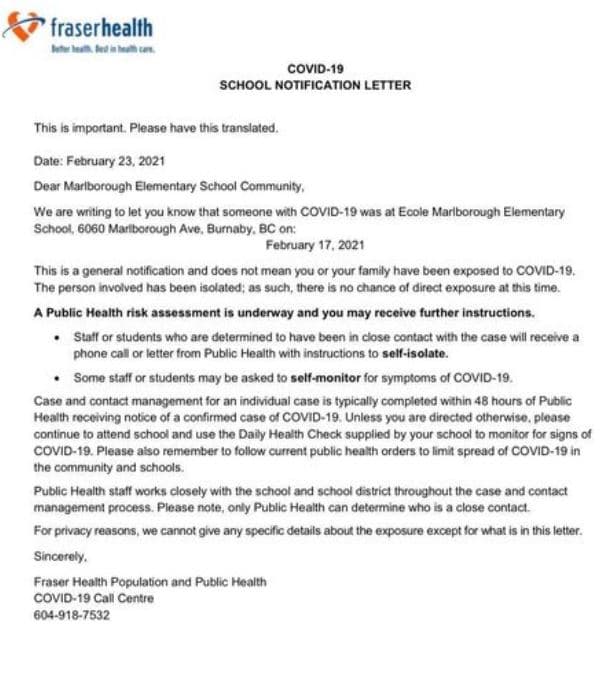 fraserhealth
Better health. Best in health care.
COVID-19
SCHOOL NOTIFICATION LETTER
This is important. Please have this translated.
Date: February 23, 2021
Dear Marlborough Elementary School Community,
We are writing to let you know that someone with COVID-19 was at Ecole Marlborough Elementary
School, 6060 Marlborough Ave, Burnaby, BC on:
February 17, 2021
This is a general notification and does not mean you or your family have been exposed to COVID-19.
The person involved has been isolated; as such, there is no chance of direct exposure at this time.
A Public Health risk assessment is underway and you may receive further instructions.
• Staff or students who are determined to have been in close contact with the case will receive a
phone call or letter from Public Health with instructions to self-isolate.
• Some staff or students may be asked to self-monitor for symptoms of COVID-19.
Case and contact management for an individual case is typically completed within 48 hours of Public
Health receiving notice of a confirmed case of COVID-19. Unless you are directed otherwise, please
continue to attend school and use the Daily Health Check supplied by your school to monitor for signs of
COVID-19. Please also remember to follow current public health orders to limit spread of COVID-19 in
the community and schools.
Public Health staff works closely with the school and school district throughout the case and contact
management process. Please note, only Public Health can determine who is a close contact.
For privacy reasons, we cannot give any specific details about the exposure except for what is in this letter.
Sincerely,
Fraser Health Population and Public Health
COVID-19 Call Centre
604-918-7532